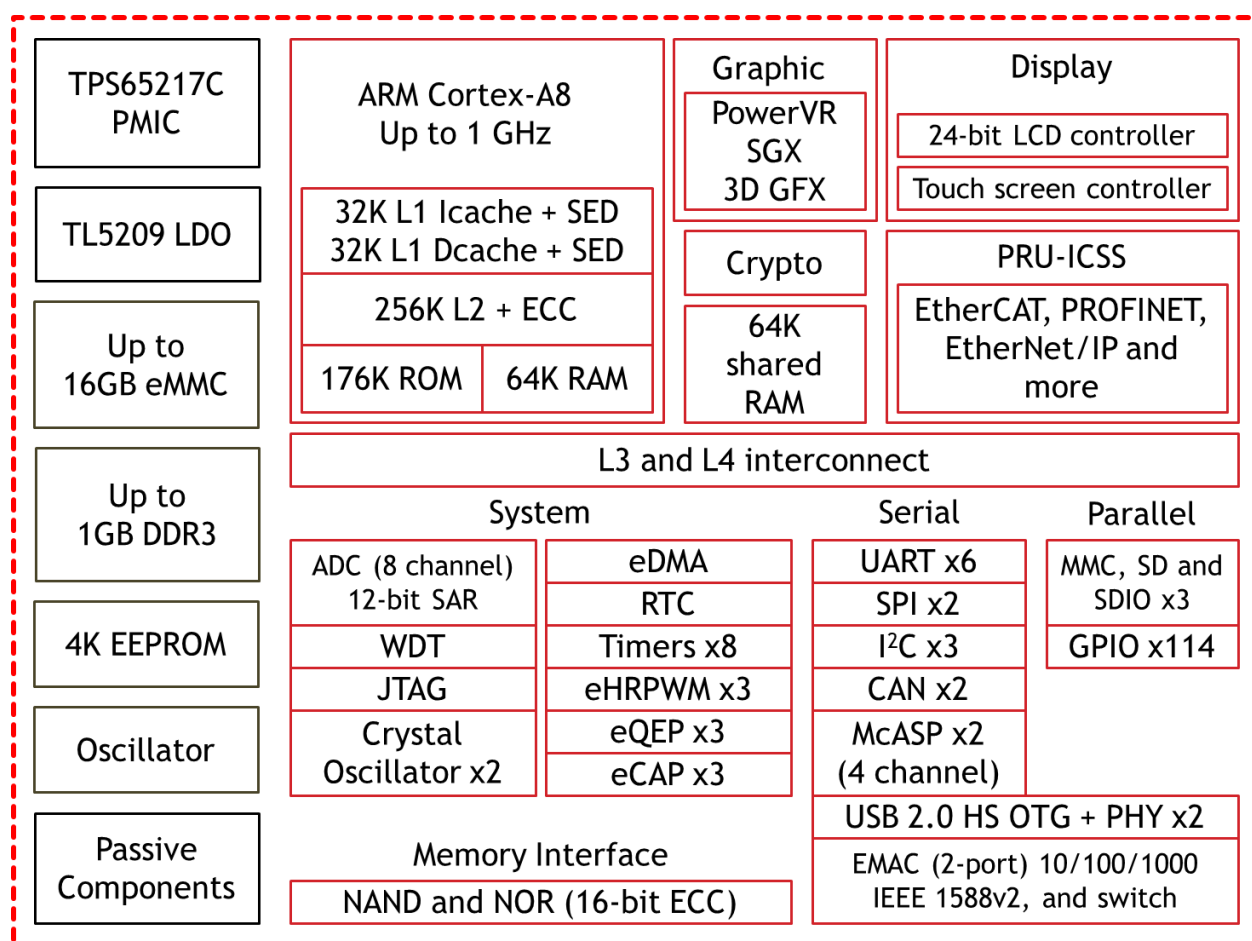 TPS65217C
PMIC
TL5209 LDO
Up to
16GB eMMC
Up to
1GB DDR3
4K EEPROM
Oscillator
Passive
Components
ARM Cortex-A8
Up to 1 GHz
32K L1 Icache + SED
32K L1 Dcache + SED
256K L2 + ECC
176K ROM
64K RAM
Graphic
PowerVR
SGX
3D GFX
Crypto
64K
shared
RAM
Display
24-bit LCD controller
Touch screen controller
PRU-ICSS
EtherCAT, PROFINET,
EtherNet/IP and
more
L3 and L4 interconnect
System
ADC (8 channel)
12-bit SAR
WDT
JTAG
Crystal
Oscillator x2
eDMA
RTC
Timers x8
eHRPWM x3
eQEP x3
eCAP x3
Serial
UART x6
SPI x2
I²C x3
CAN x2
McASP x2
(4 channel)
Parallel
MMC, SD and
SDIO x3
GPIO x114
USB 2.0 HS OTG + PHY x2
EMAC (2-port) 10/100/1000
IEEE 1588v2, and switch
Memory Interface
NAND and NOR (16-bit ECC)